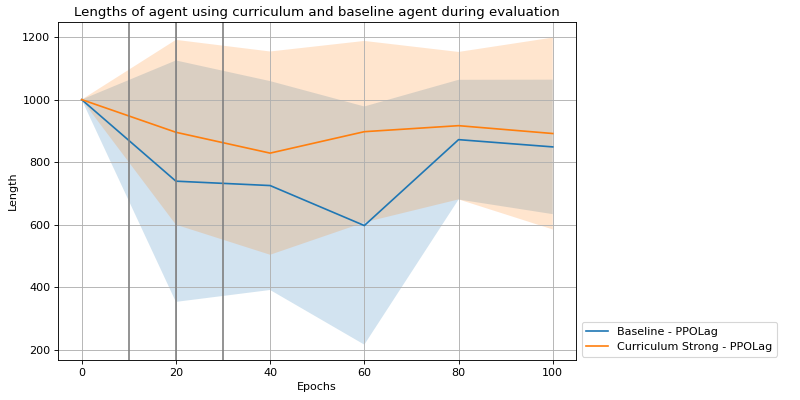 Lengths of agent using curriculum and baseline agent during evaluation
1200
1000
800
600
400
200
Length
0 20 40 60 80 100
Epochs
Baseline - PPOLag
Curriculum Strong - PPOLag